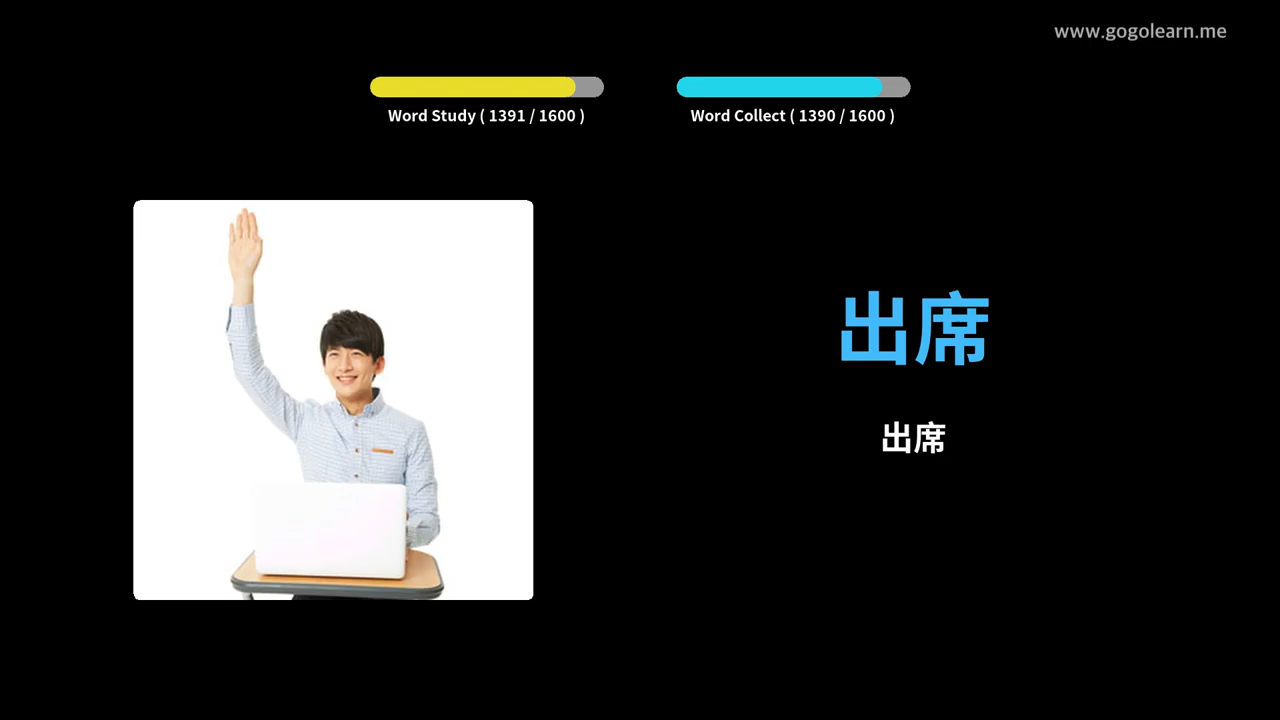 www.gogolearn.me
Word Study ( 1391 / 1600 )
Word Collect ( 1390 / 1600 )
出席
出席